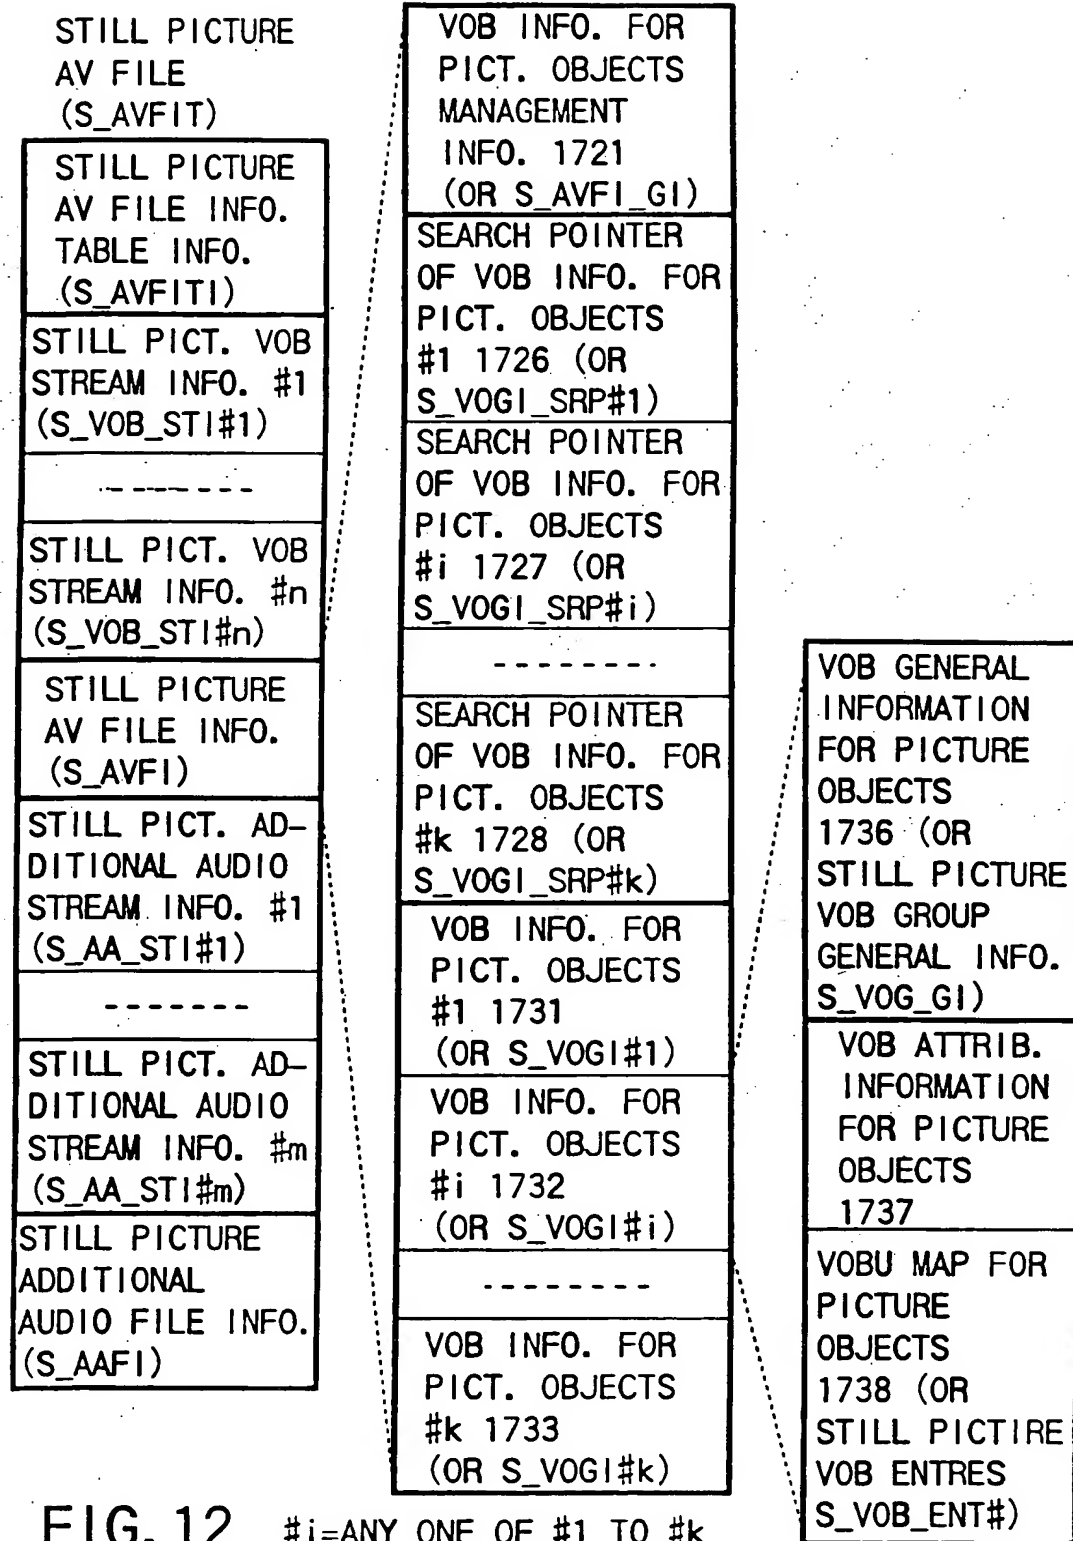 STILL PICTURE
AV FILE
(S_AVFIT)
STILL PICTURE
AV FILE INFO.
TABLE INFO.
(S_AVFITI)
STILL PICT. VOB
STREAM INFO. #1
(S_VOB_STI#1)
--------
STILL PICT. VOB
STREAM INFO. #n
(S_VOB_STI#n)
STILL PICTURE
AV FILE INFO.
(S_AVFI)
STILL PICT. AD-
DITIONAL AUDIO
STREAM INFO. #1
(S_AA_STI#1)
-------
STILL PICT. AD-
DITIONAL AUDIO
STREAM INFO. #m
(S_AA_STI#m)
STILL PICTURE
ADDITIONAL
AUDIO FILE INFO.
(S_AAFI)
VOB INFO. FOR
PICT. OBJECTS
MANAGEMENT
INFO. 1721
(OR S_AVFI_GI)
SEARCH POINTER
OF VOB INFO. FOR
PICT. OBJECTS
#1 1726 (OR
S_VOGI_SRP#1)
SEARCH POINTER
OF VOB INFO. FOR
PICT. OBJECTS
#i 1727 (OR
S_VOGI_SRP#i)
--------
SEARCH POINTER
OF VOB INFO. FOR
PICT. OBJECTS
#k 1728 (OR
S_VOGI_SRP#k)
VOB INFO. FOR
PICT. OBJECTS
#1 1731
(OR S_VOGI#1)
VOB INFO. FOR
PICT. OBJECTS
#i 1732
(OR S_VOGI#i)
--------
VOB INFO. FOR
PICT. OBJECTS
#k 1733
(OR S_VOGI#k)
VOB GENERAL
INFORMATION
FOR PICTURE
OBJECTS
1736 (OR
STILL PICTURE
VOB GROUP
GENERAL INFO.
S_VOG_GI)
VOB ATTRIB.
INFORMATION
FOR PICTURE
OBJECTS
1737
VOBU MAP FOR
PICTURE
OBJECTS
1738 (OR
STILL PICTIRE
VOB ENTRES
S_VOB_ENT#)
FIG. 12 #i=ANY ONE OF #1 TO #k